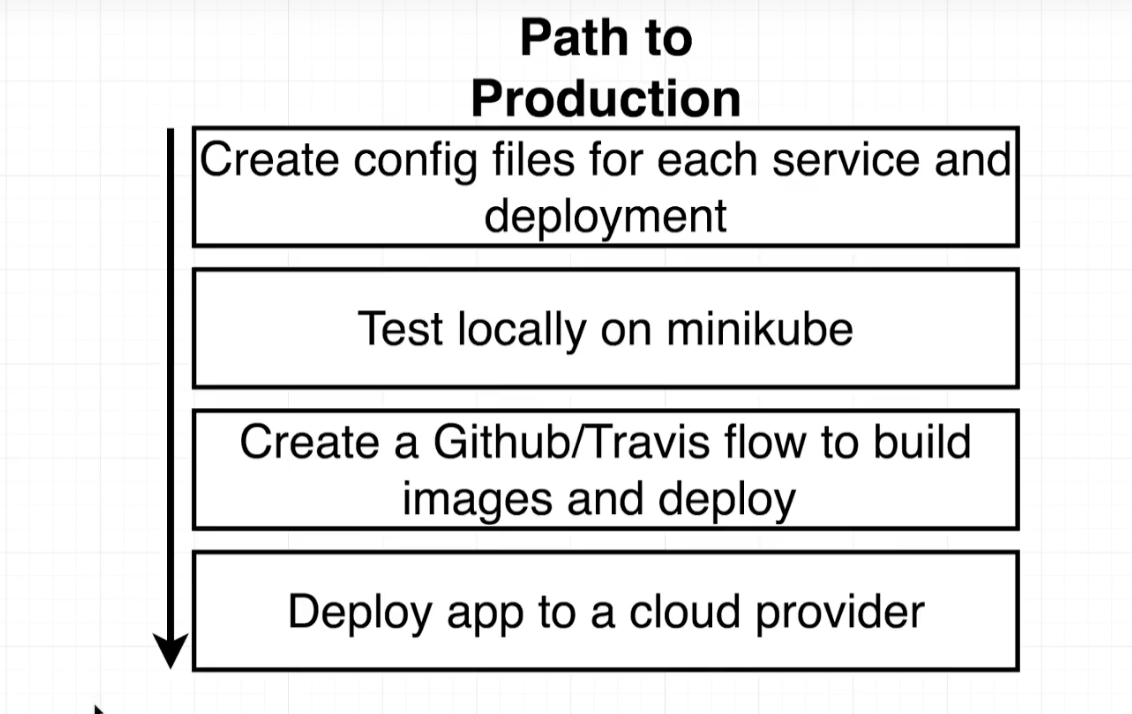 Path to
Production
Create config files for each service and
deployment
Test locally on minikube
Create a Github/Travis flow to build
images and deploy
Deploy app to a cloud provider